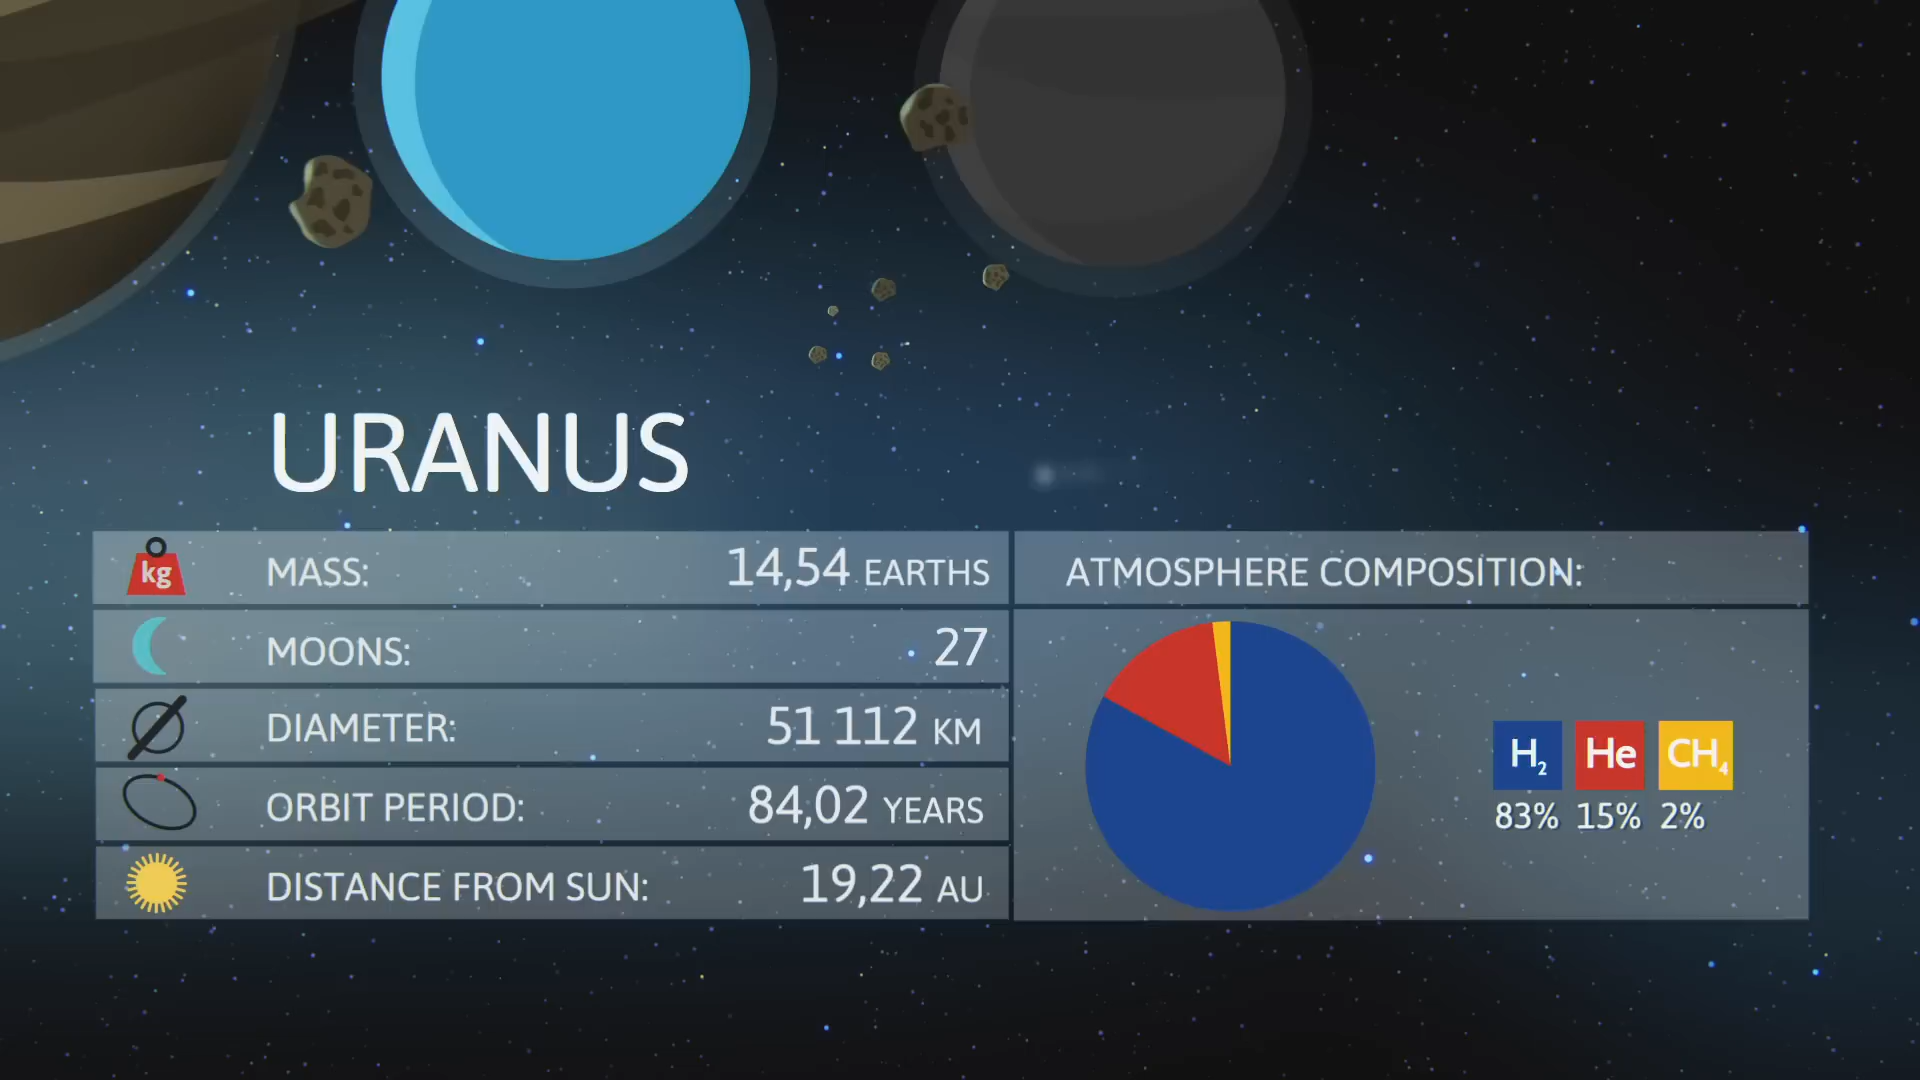 URANUS
kg MASS: 14,54 EARTHS
MOONS: 27
DIAMETER: 51 112 KM
ORBIT PERIOD: 84,02 YEARS
DISTANCE FROM SUN: 19,22 AU
ATMOSPHERE COMPOSITION:
H₂ He CH₄
83% 15% 2%